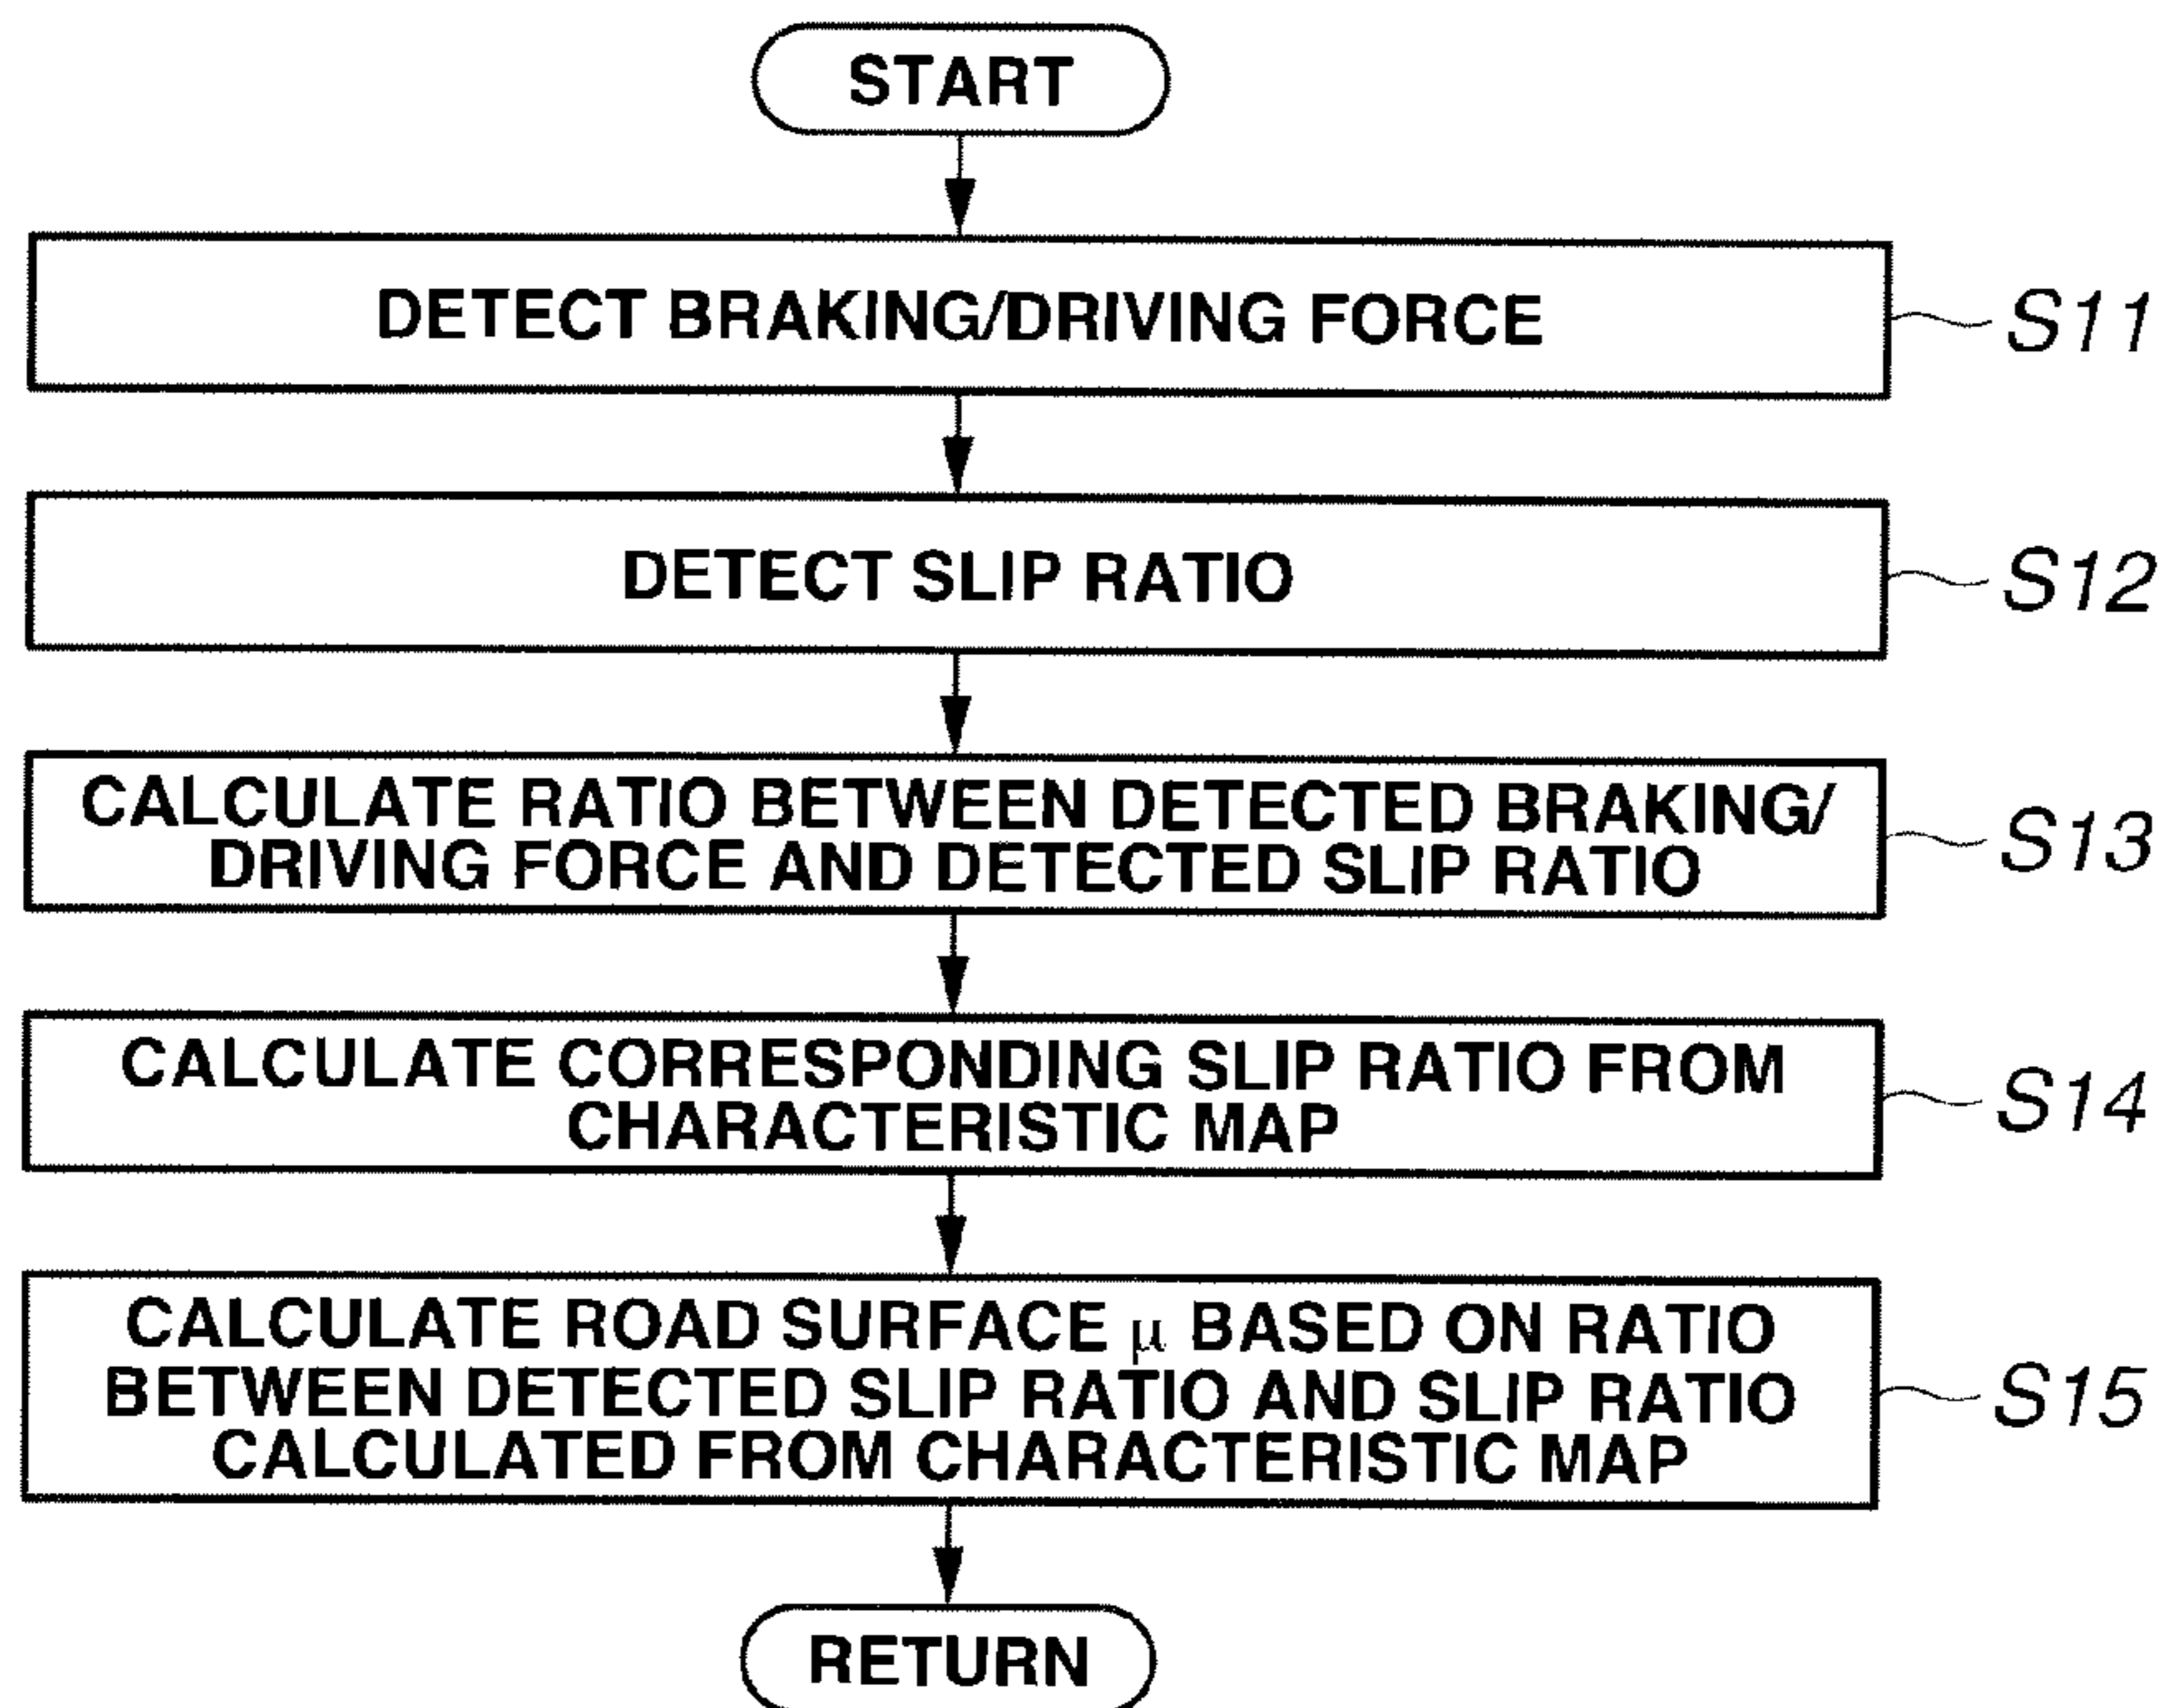 START
DETECT BRAKING/DRIVING FORCE
S11
DETECT SLIP RATIO
S12
CALCULATE RATIO BETWEEN DETECTED BRAKING/
DRIVING FORCE AND DETECTED SLIP RATIO
S13
CALCULATE CORRESPONDING SLIP RATIO FROM
CHARACTERISTIC MAP
S14
CALCULATE ROAD SURFACE μ BASED ON RATIO
BETWEEN DETECTED SLIP RATIO AND SLIP RATIO
CALCULATED FROM CHARACTERISTIC MAP
S15
RETURN